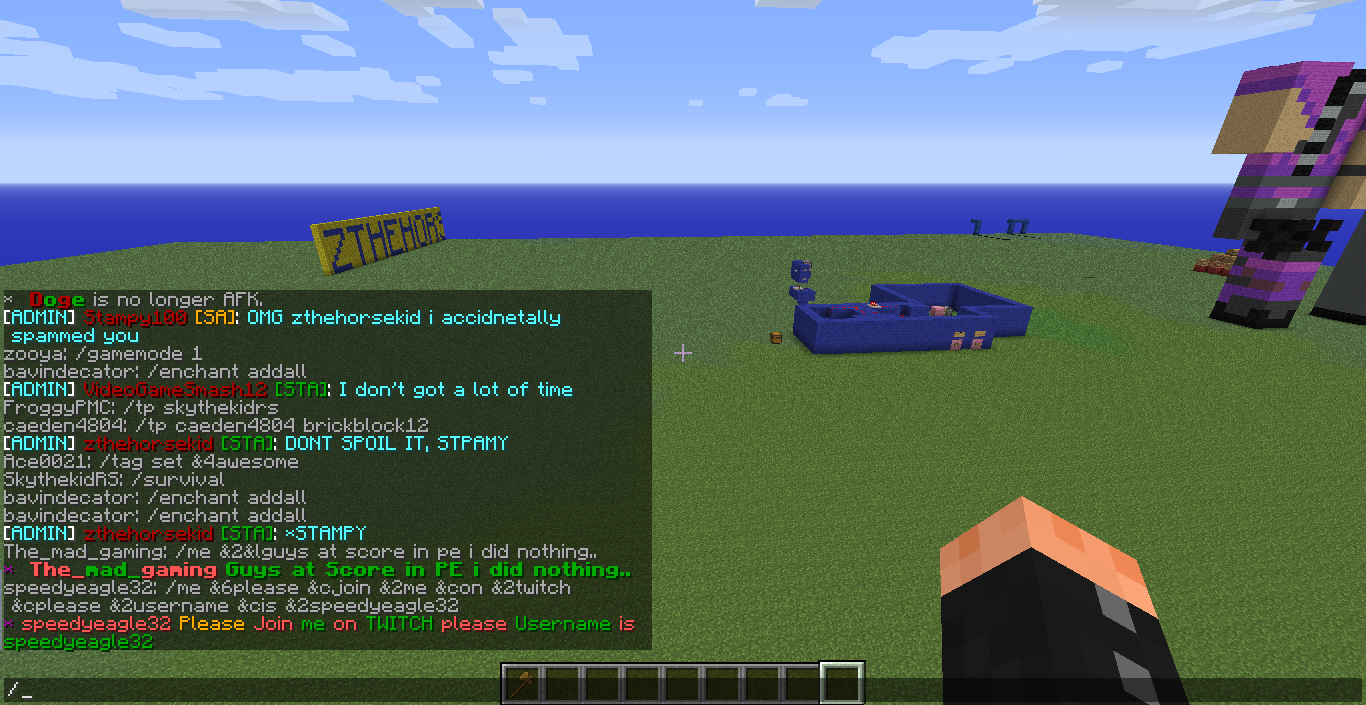 ZTHEHORS
×  Doge is no longer AFK.
[ADMIN] Stampy100 [SA]: OMG zthehorsekid i accidnetally
spammed you
zooya: /gamemode 1
bavindecator: /enchant addall
[ADMIN] VideoGameSmash12 [STA]: I don't got a lot of time
FroggyPMC: /tp skythekidrs
caeden4804: /tp caeden4804 brickblock12
[ADMIN] zthehorsekid [STA]: DONT SPOIL IT, STPAMY
Ace0021: /tag set &4awesome
SkythekidRS: /survival
bavindecator: /enchant addall
bavindecator: /enchant addall
[ADMIN] zthehorsekid [STA]: ×STAMPY
The_mad_gaming: /me &2&lguys at score in pe i did nothing..
× The_mad_gaming Guys at Score in PE i did nothing..
speedyeagle32: /me &6please &cjoin &2me &con &2twitch
&cplease &2username &cis &2speedyeagle32
× speedyeagle32 Please Join me on TWITCH please Username is
speedyeagle32
/_